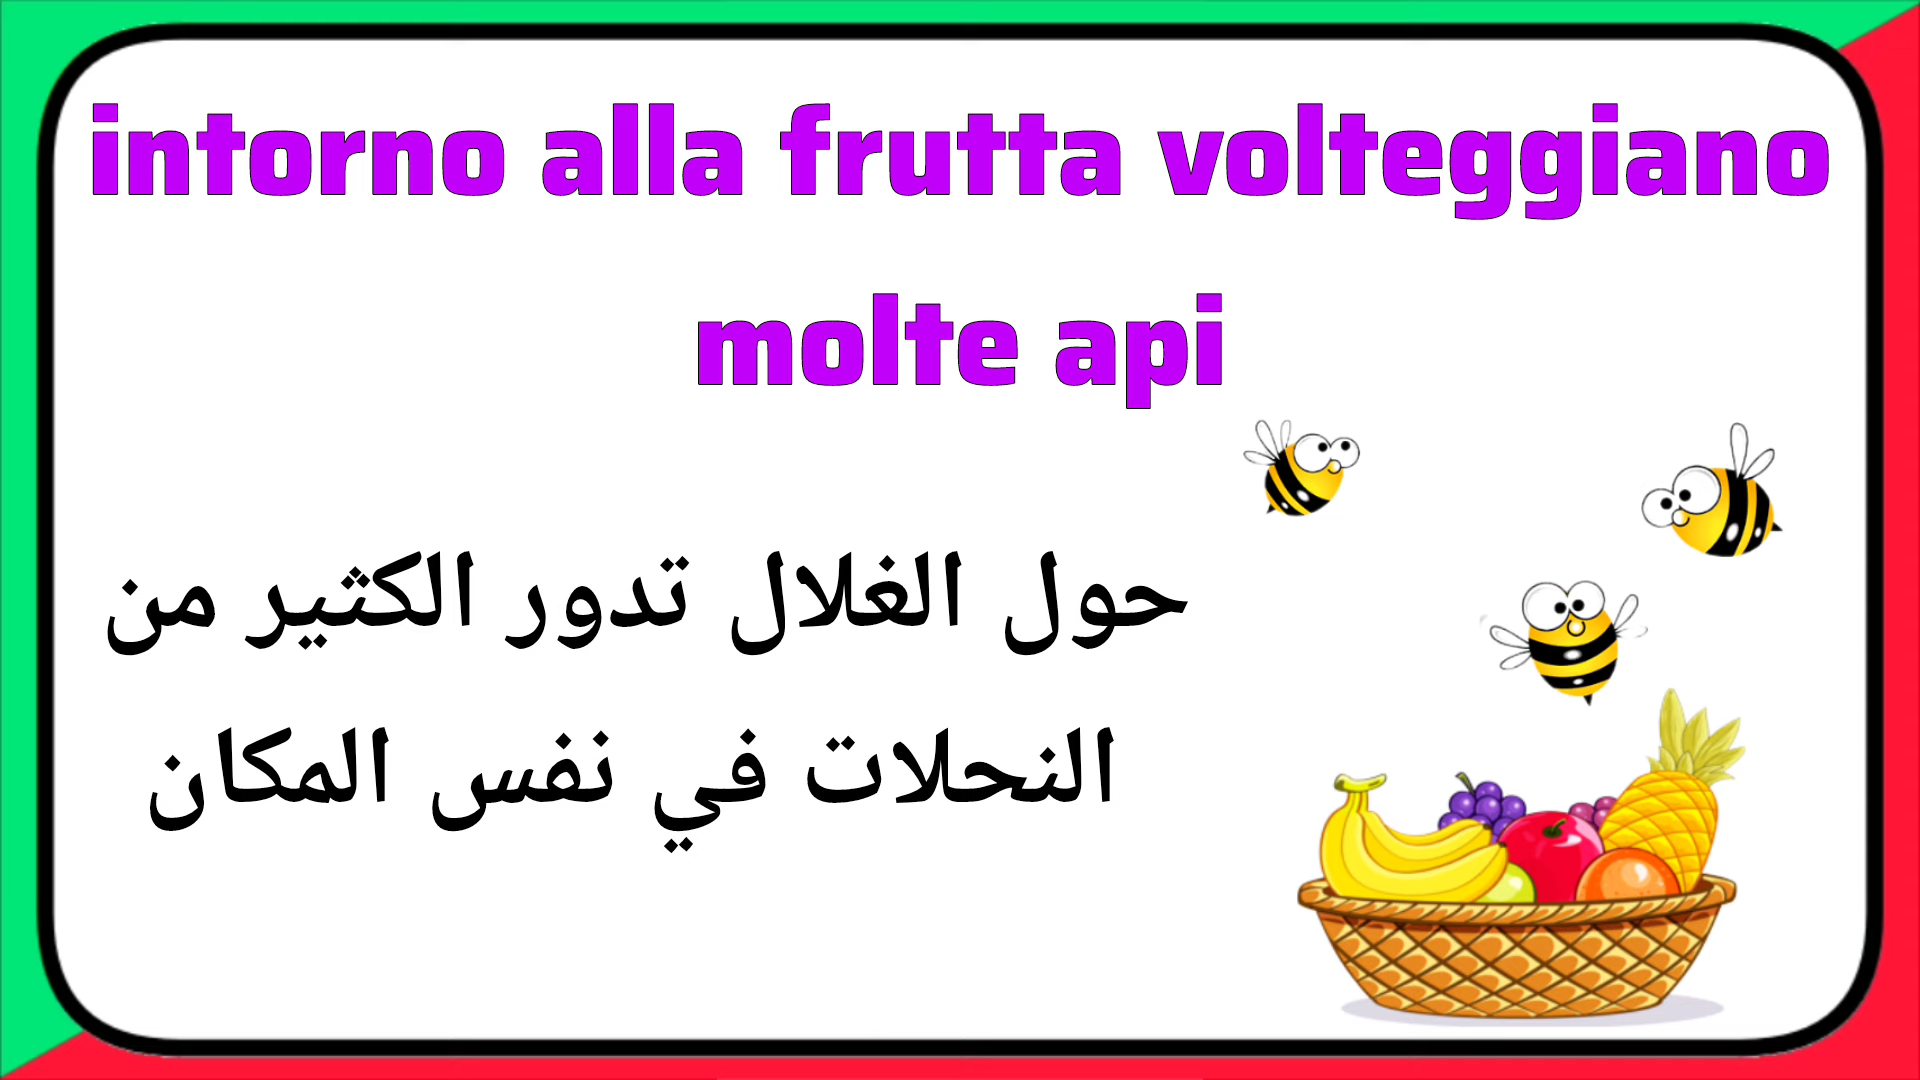 intorno alla frutta volteggiano
molte api
حول الغلال تدور الكثير من
النحلات في نفس المكان